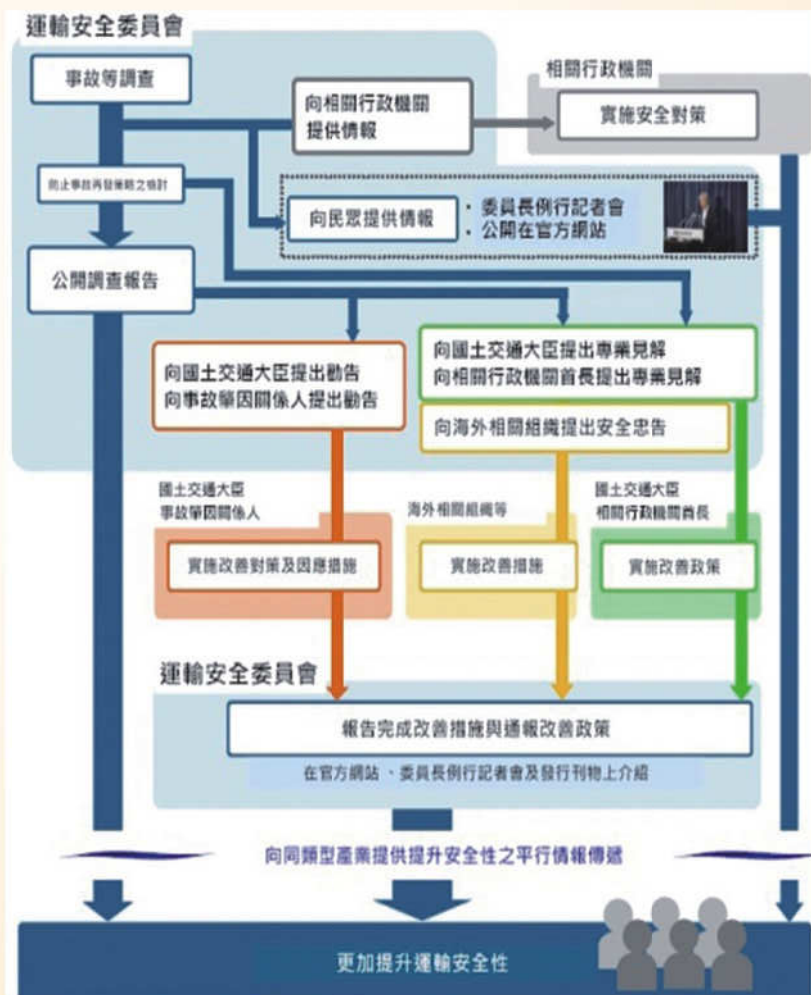 運輸安全委員會
事故等調查
向相關行政機關
提供情報
相關行政機關
實施安全對策
防止事故再發策略之檢討
向民眾提供情報
・委員長例行記者會
・公開在官方網站
公開調查報告
向國土交通大臣提出勸告
向事故肇因關係人提出勸告
向國土交通大臣提出專業見解
向相關行政機關首長提出專業見解
向海外相關組織提出安全忠告
國土交通大臣
事故肇因關係人
實施改善對策及因應措施
海外相關組織等
實施改善措施
國土交通大臣
相關行政機關首長
實施改善政策
運輸安全委員會
報告完成改善措施與通報改善政策
在官方網站、委員長例行記者會及發行刊物上介紹
向同類型產業提供提升安全性之平行情報傳遞
更加提升運輸安全性